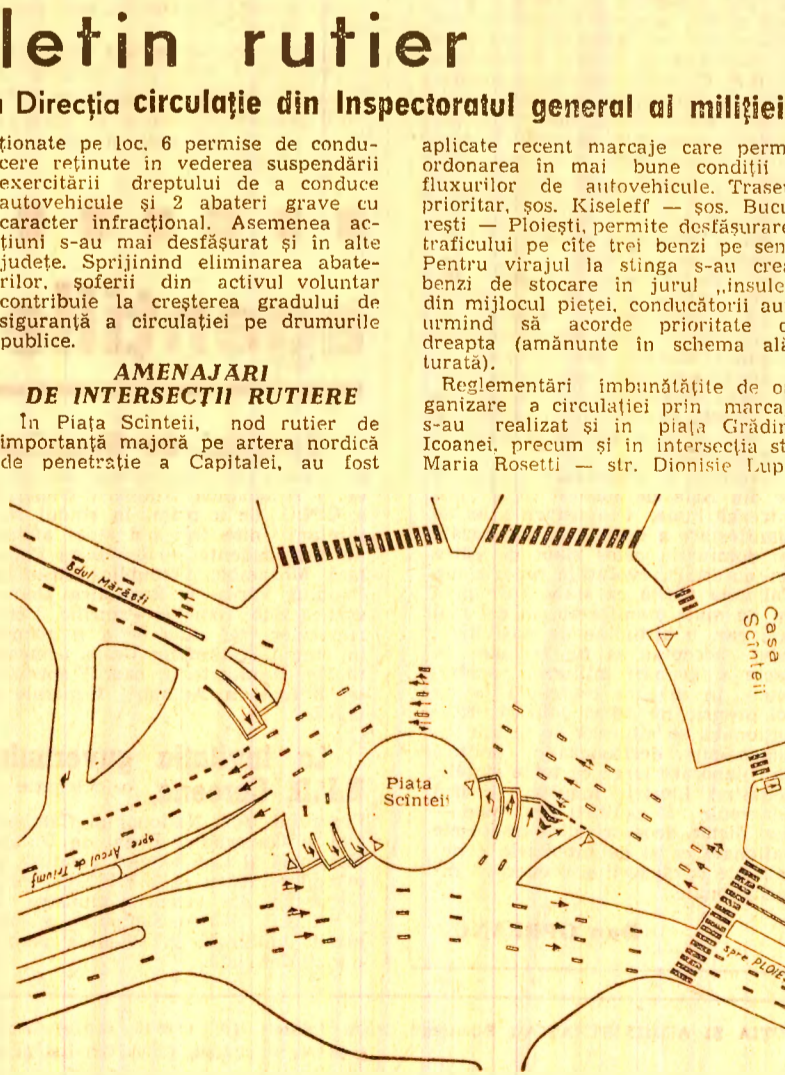 letin rutier
Direcția circulație din Inspectoratul general al miliției
ționate pe loc, 6 permise de condu-
cere reținute în vederea suspendării
exercitării dreptului de a conduce
autovehicule și 2 abateri grave cu
caracter infracțional. Asemenea ac-
țiuni s-au mai desfășurat și în alte
județe. Sprijinind eliminarea abate-
rilor, șoferii din activul voluntar
contribuie la creșterea gradului de
siguranță a circulației pe drumurile
publice.
AMENAJĂRI
DE INTERSECȚII RUTIERE
În Piața Scînteii, nod rutier de
importanță majoră pe artera nordică
de penetrație a Capitalei, au fost
aplicate recent marcaje care perm
ordonarea în mai bune condiții
fluxurilor de autovehicule. Trase
prioritar, șos. Kiseleff — șos. Bucu
rești — Ploiești, permite desfășurare
traficului pe cîte trei benzi pe sen
Pentru virajul la stînga s-au cre
benzi de stocare în jurul „insule
din mijlocul pieței, conducătorii au
urmînd să acorde prioritate d
dreapta (amănunte în schema ală
turată).
Reglementări îmbunătățite de o
ganizare a circulației prin marca
s-au realizat și în piața Grădin
Icoanei, precum și în intersecția st
Maria Rosetti — str. Dionisie Lup
Bdul Mărăști
Casa
Scînteii
Piața
Scînteii
spre Arcul de Triumf
spre PLOIE